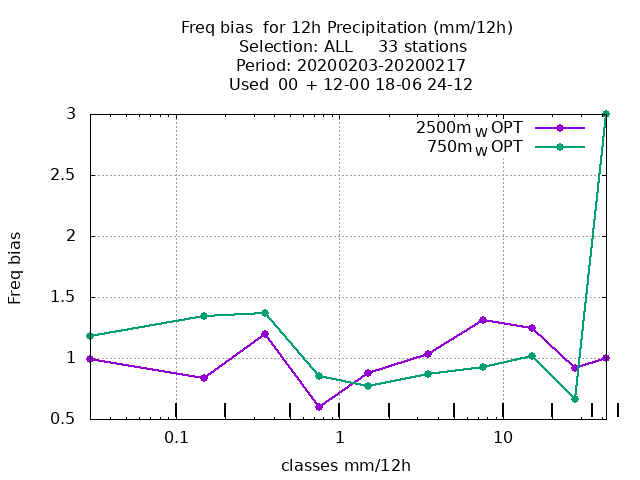 Freq bias  for 12h Precipitation (mm/12h)
Selection: ALL     33 stations
Period: 20200203-20200217
Used  00  + 12-00 18-06 24-12
3
2500m W OPT
750m W OPT
2.5
2
Freq bias
1.5
1
0.5
0.1 1 10
classes mm/12h